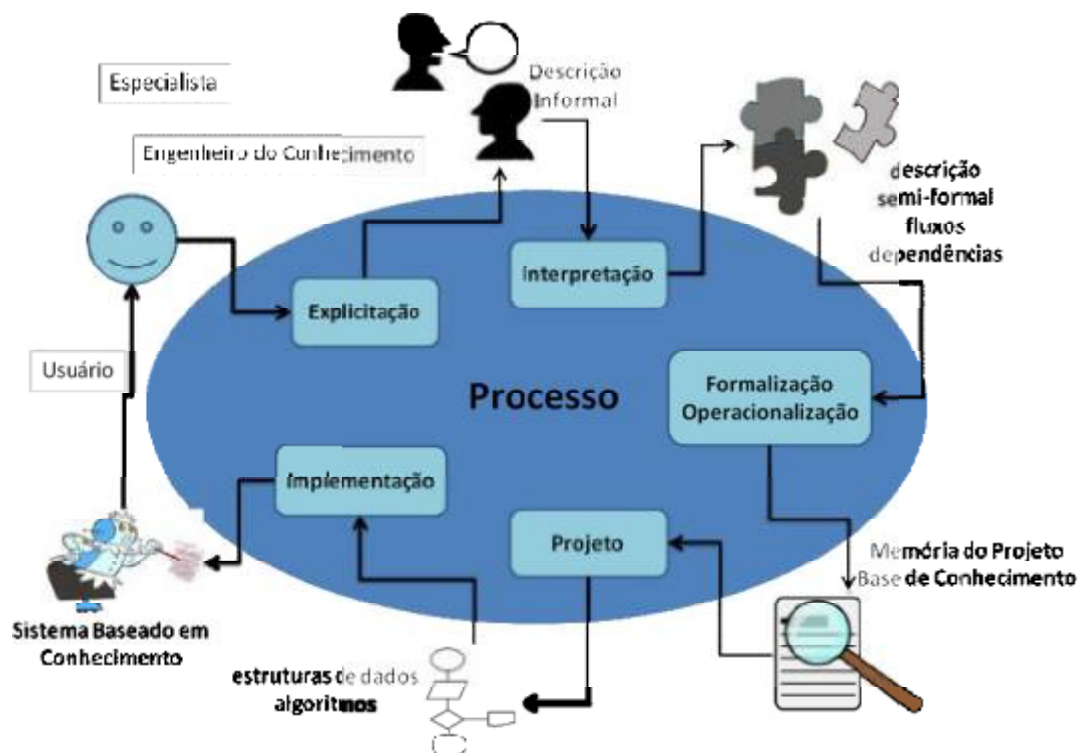 Especialista
Descrição
Informal
Engenheiro do Conhecimento
descrição
semi-formal
fluxos
dependências
Interpretação
Explicitação
Usuário
Processo
Formalização
Operacionalização
Implementação
Projeto
Memória do Projeto
Base de Conhecimento
Sistema Baseado em
Conhecimento
estruturas de dados
algoritmos